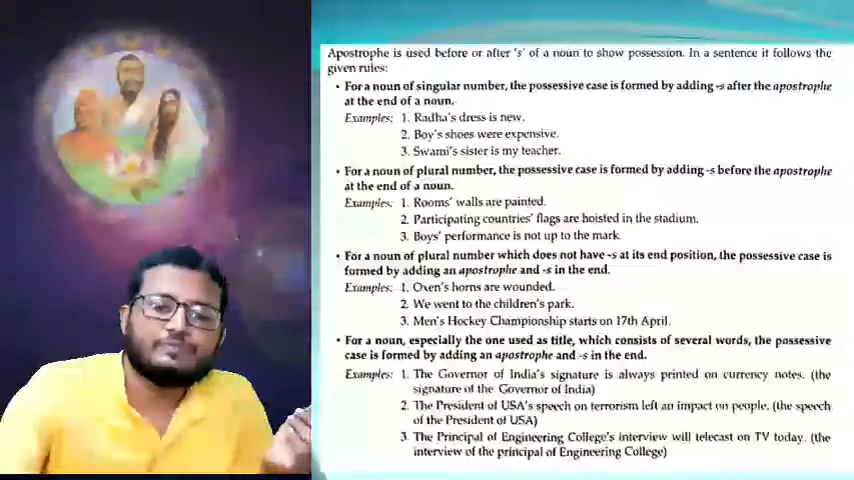 Apostrophe is used before or after 's' of a noun to show possession. In a sentence it follows the
given rules:
• For a noun of singular number, the possessive case is formed by adding -s after the apostrophe
at the end of a noun.
Examples: 1. Radha's dress is new.
2. Boy's shoes were expensive.
3. Swami's sister is my teacher.
• For a noun of plural number, the possessive case is formed by adding -s before the apostrophe
at the end of a noun.
Examples: 1. Rooms' walls are painted.
2. Participating countries' flags are hoisted in the stadium.
3. Boys' performance is not up to the mark.
• For a noun of plural number which does not have -s at its end position, the possessive case is
formed by adding an apostrophe and -s in the end.
Examples: 1. Oxen's horns are wounded.
2. We went to the children's park.
3. Men's Hockey Championship starts on 17th April.
• For a noun, especially the one used as title, which consists of several words, the possessive
case is formed by adding an apostrophe and -s in the end.
Examples: 1. The Governor of India's signature is always printed on currency notes. (the
signature of the Governor of India)
2. The President of USA's speech on terrorism left an impact on people. (the speech
of the President of USA)
3. The Principal of Engineering College's interview will telecast on TV today. (the
interview of the principal of Engineering College)